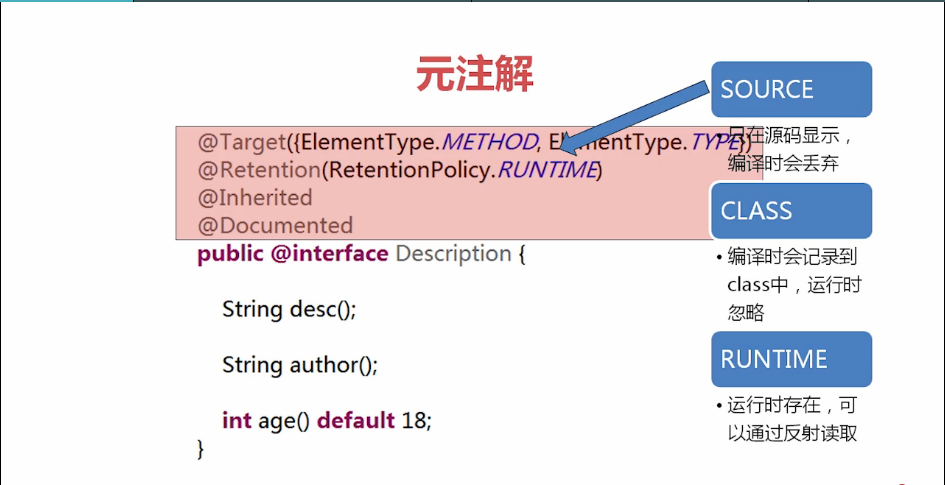 元注解
@Target({ElementType.METHOD, ElementType.TYPE})
@Retention(RetentionPolicy.RUNTIME)
@Inherited
@Documented
public @interface Description {
String desc();
String author();
int age() default 18;
}
SOURCE
• 只在源码显示，
编译时会丢弃
CLASS
• 编译时会记录到
class中，运行时
忽略
RUNTIME
• 运行时存在，可
以通过反射读取